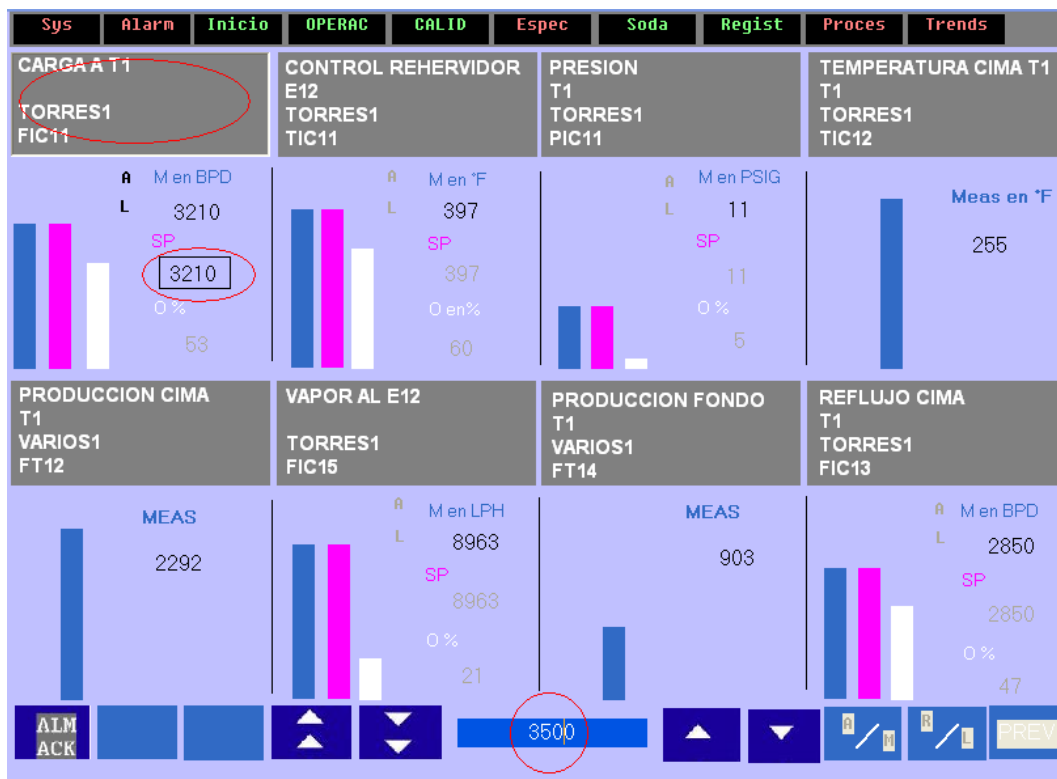 Sys Alarm Inicio OPERAC CALID Espec Soda Regist Proces Trends
CARGA A T1
TORRES1
FIC11
CONTROL REHERVIDOR
E12
TORRES1
TIC11
PRESION
T1
TORRES1
PIC11
TEMPERATURA CIMA T1
T1
TORRES1
TIC12
A M en BPD
L 3210
SP
3210
O %
53
A M en °F
L 397
SP
397
O en%
60
A M en PSIG
L 11
SP
11
O %
5
Meas en °F
255
PRODUCCION CIMA
T1
VARIOS1
FT12
VAPOR AL E12
TORRES1
FIC15
PRODUCCION FONDO
T1
VARIOS1
FT14
REFLUJO CIMA
T1
TORRES1
FIC13
MEAS
2292
A M en LPH
L 8963
SP
8963
O %
21
MEAS
903
A M en BPD
L 2850
SP
2850
O %
47
ALM
ACK
3500
A/M
R/L
PREV